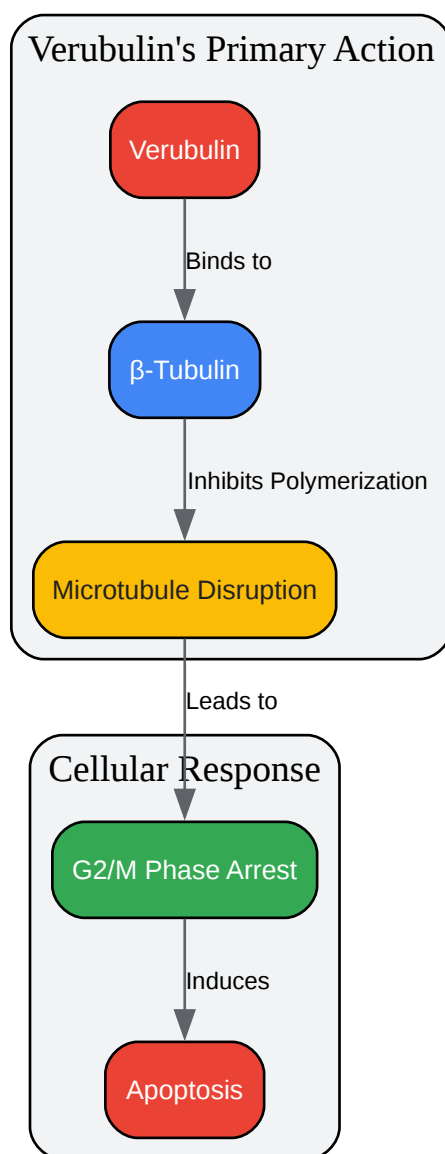 Verubulin's Primary Action
Verubulin
Binds to
β-Tubulin
Inhibits Polymerization
Microtubule Disruption
Leads to
Cellular Response
G2/M Phase Arrest
Induces
Apoptosis